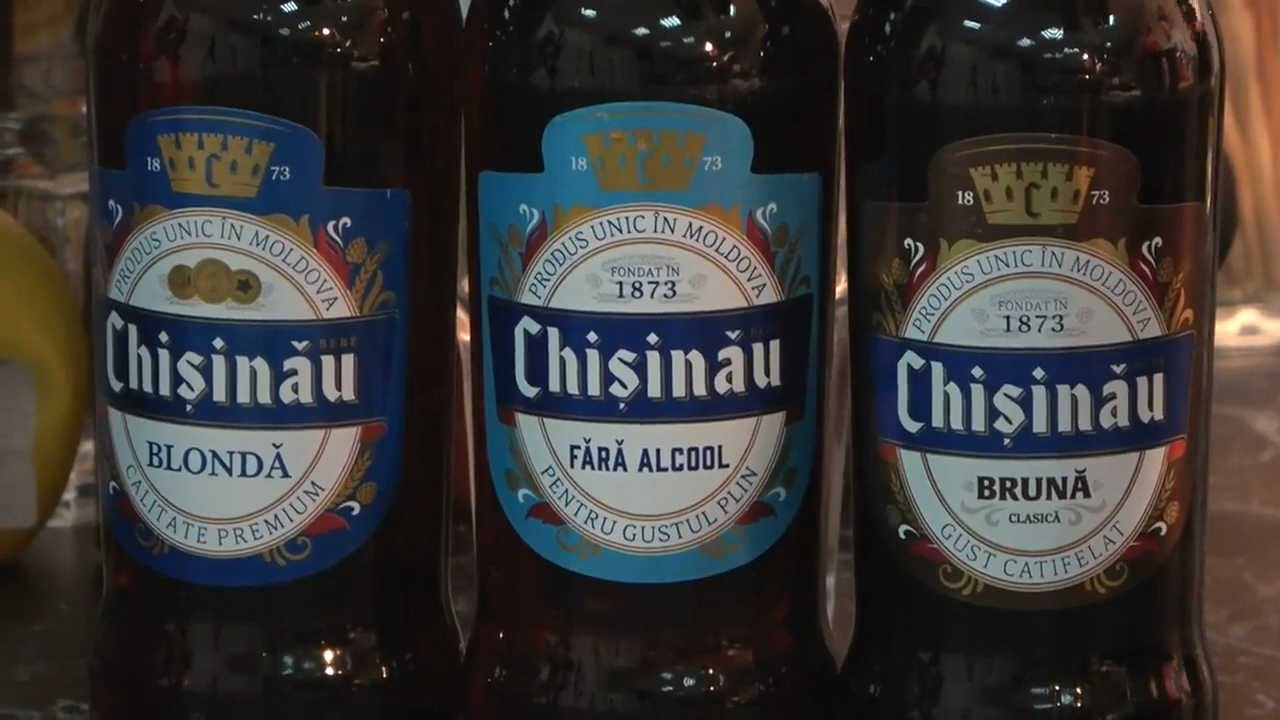 18 73
PRODUS UNIC ÎN MOLDOVA
BERE
Chișinău
BLONDĂ
CALITATE PREMIUM
18 73
PRODUS UNIC ÎN MOLDOVA
FONDAT ÎN
1873
Chișinău
FĂRĂ ALCOOL
PENTRU GUSTUL PLIN
18 73
PRODUS UNIC ÎN MOLDOVA
FONDAT ÎN
1873
Chișinău
BRUNĂ
CLASICĂ
GUST CATIFELAT